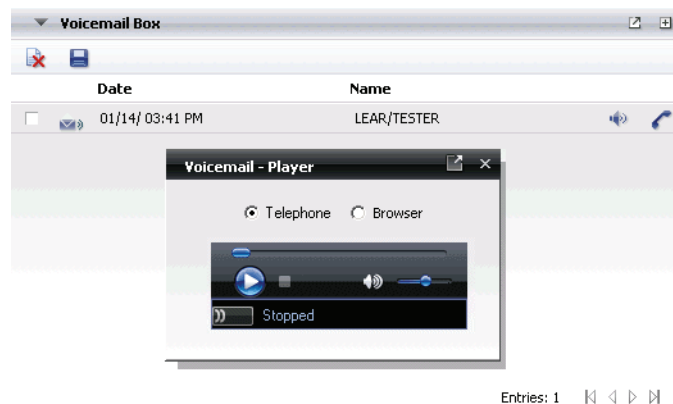 Voicemail Box
Date Name
01/14/ 03:41 PM LEAR/TESTER
Voicemail - Player
Telephone Browser
Stopped
Entries: 1